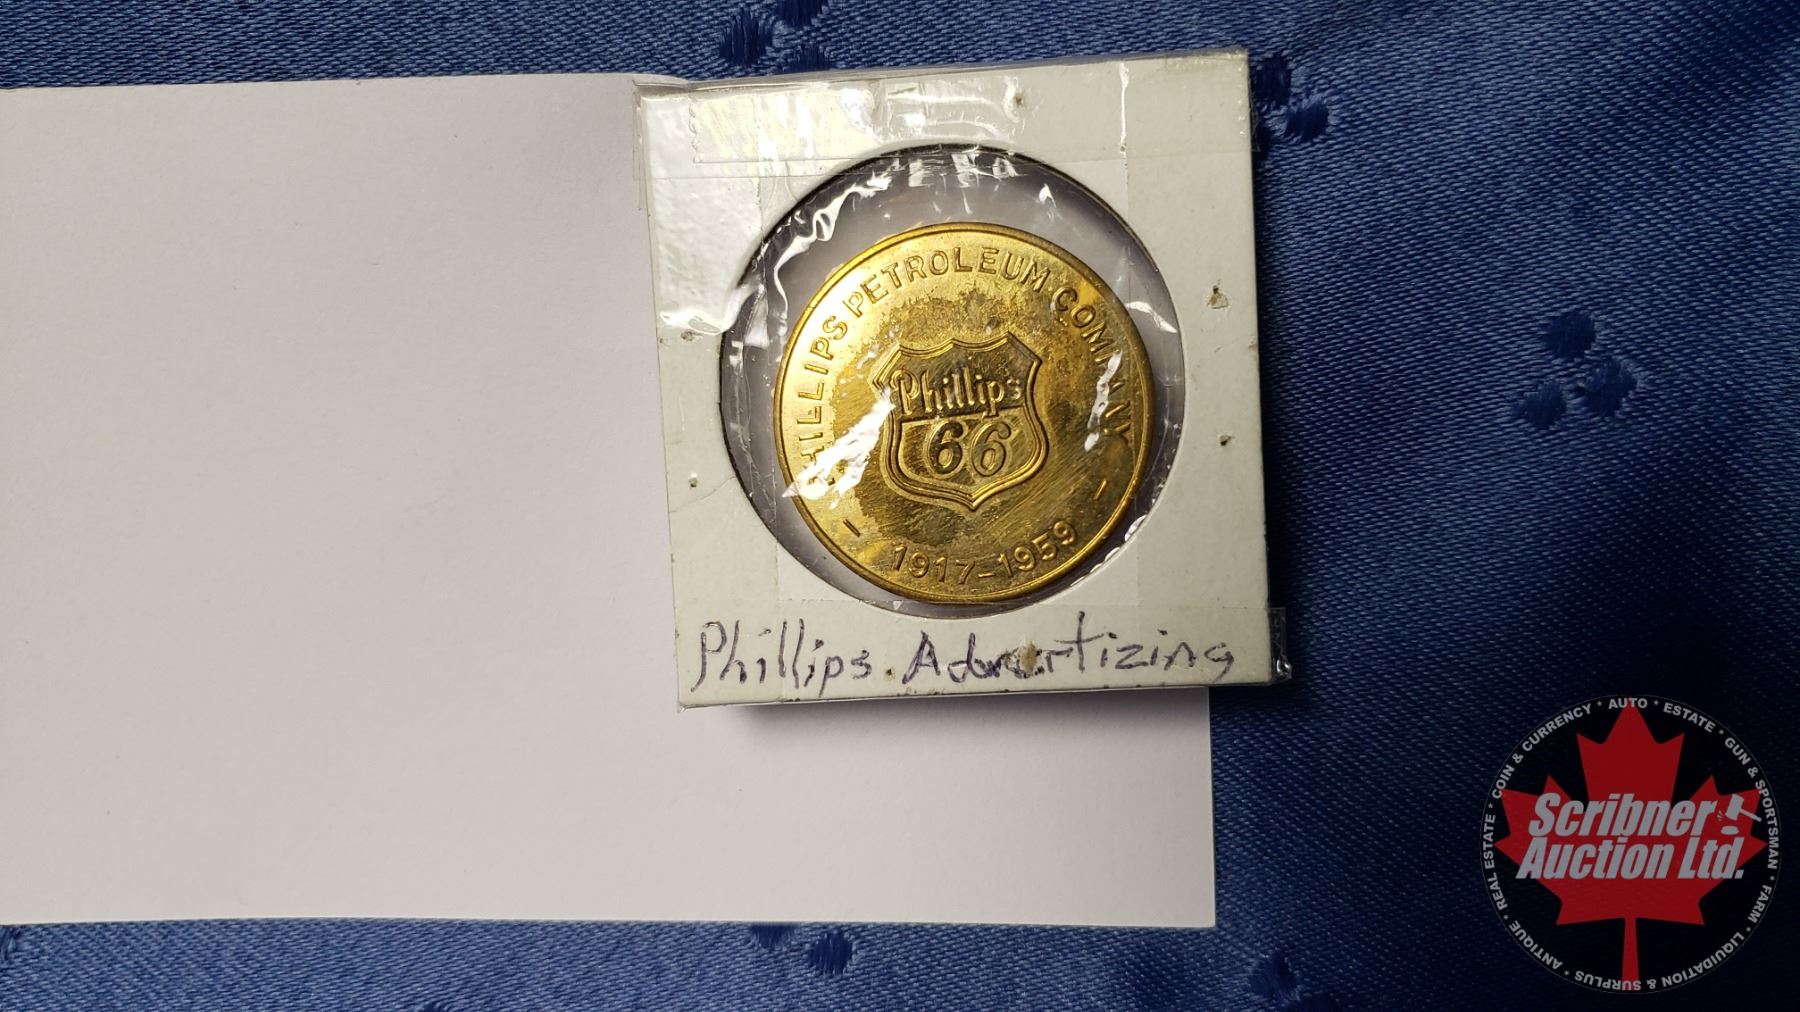 PHILLIPS PETROLEUM COMPANY
Phillips
66
1917-1959
Phillips. Advertizing
Scribner
Auction Ltd.
* REAL ESTATE * COIN & CURRENCY * AUTO * ESTATE * GUN & SPORTSMAN * FARM * LIQUIDATION & SURPLUS * ANTIQUE